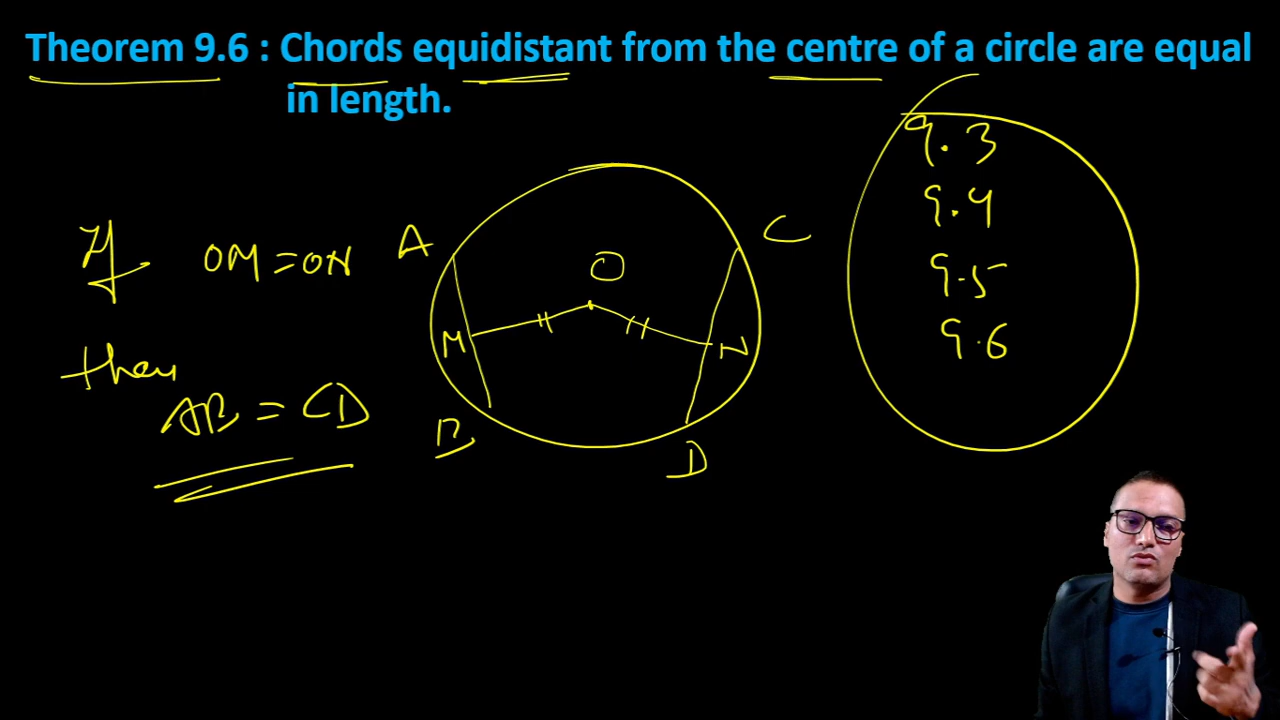 Theorem 9.6 : Chords equidistant from the centre of a circle are equal
in length.
If OM = ON
then
AB = CD
A
C
O
M
N
B
D
9.3
9.4
9.5
9.6